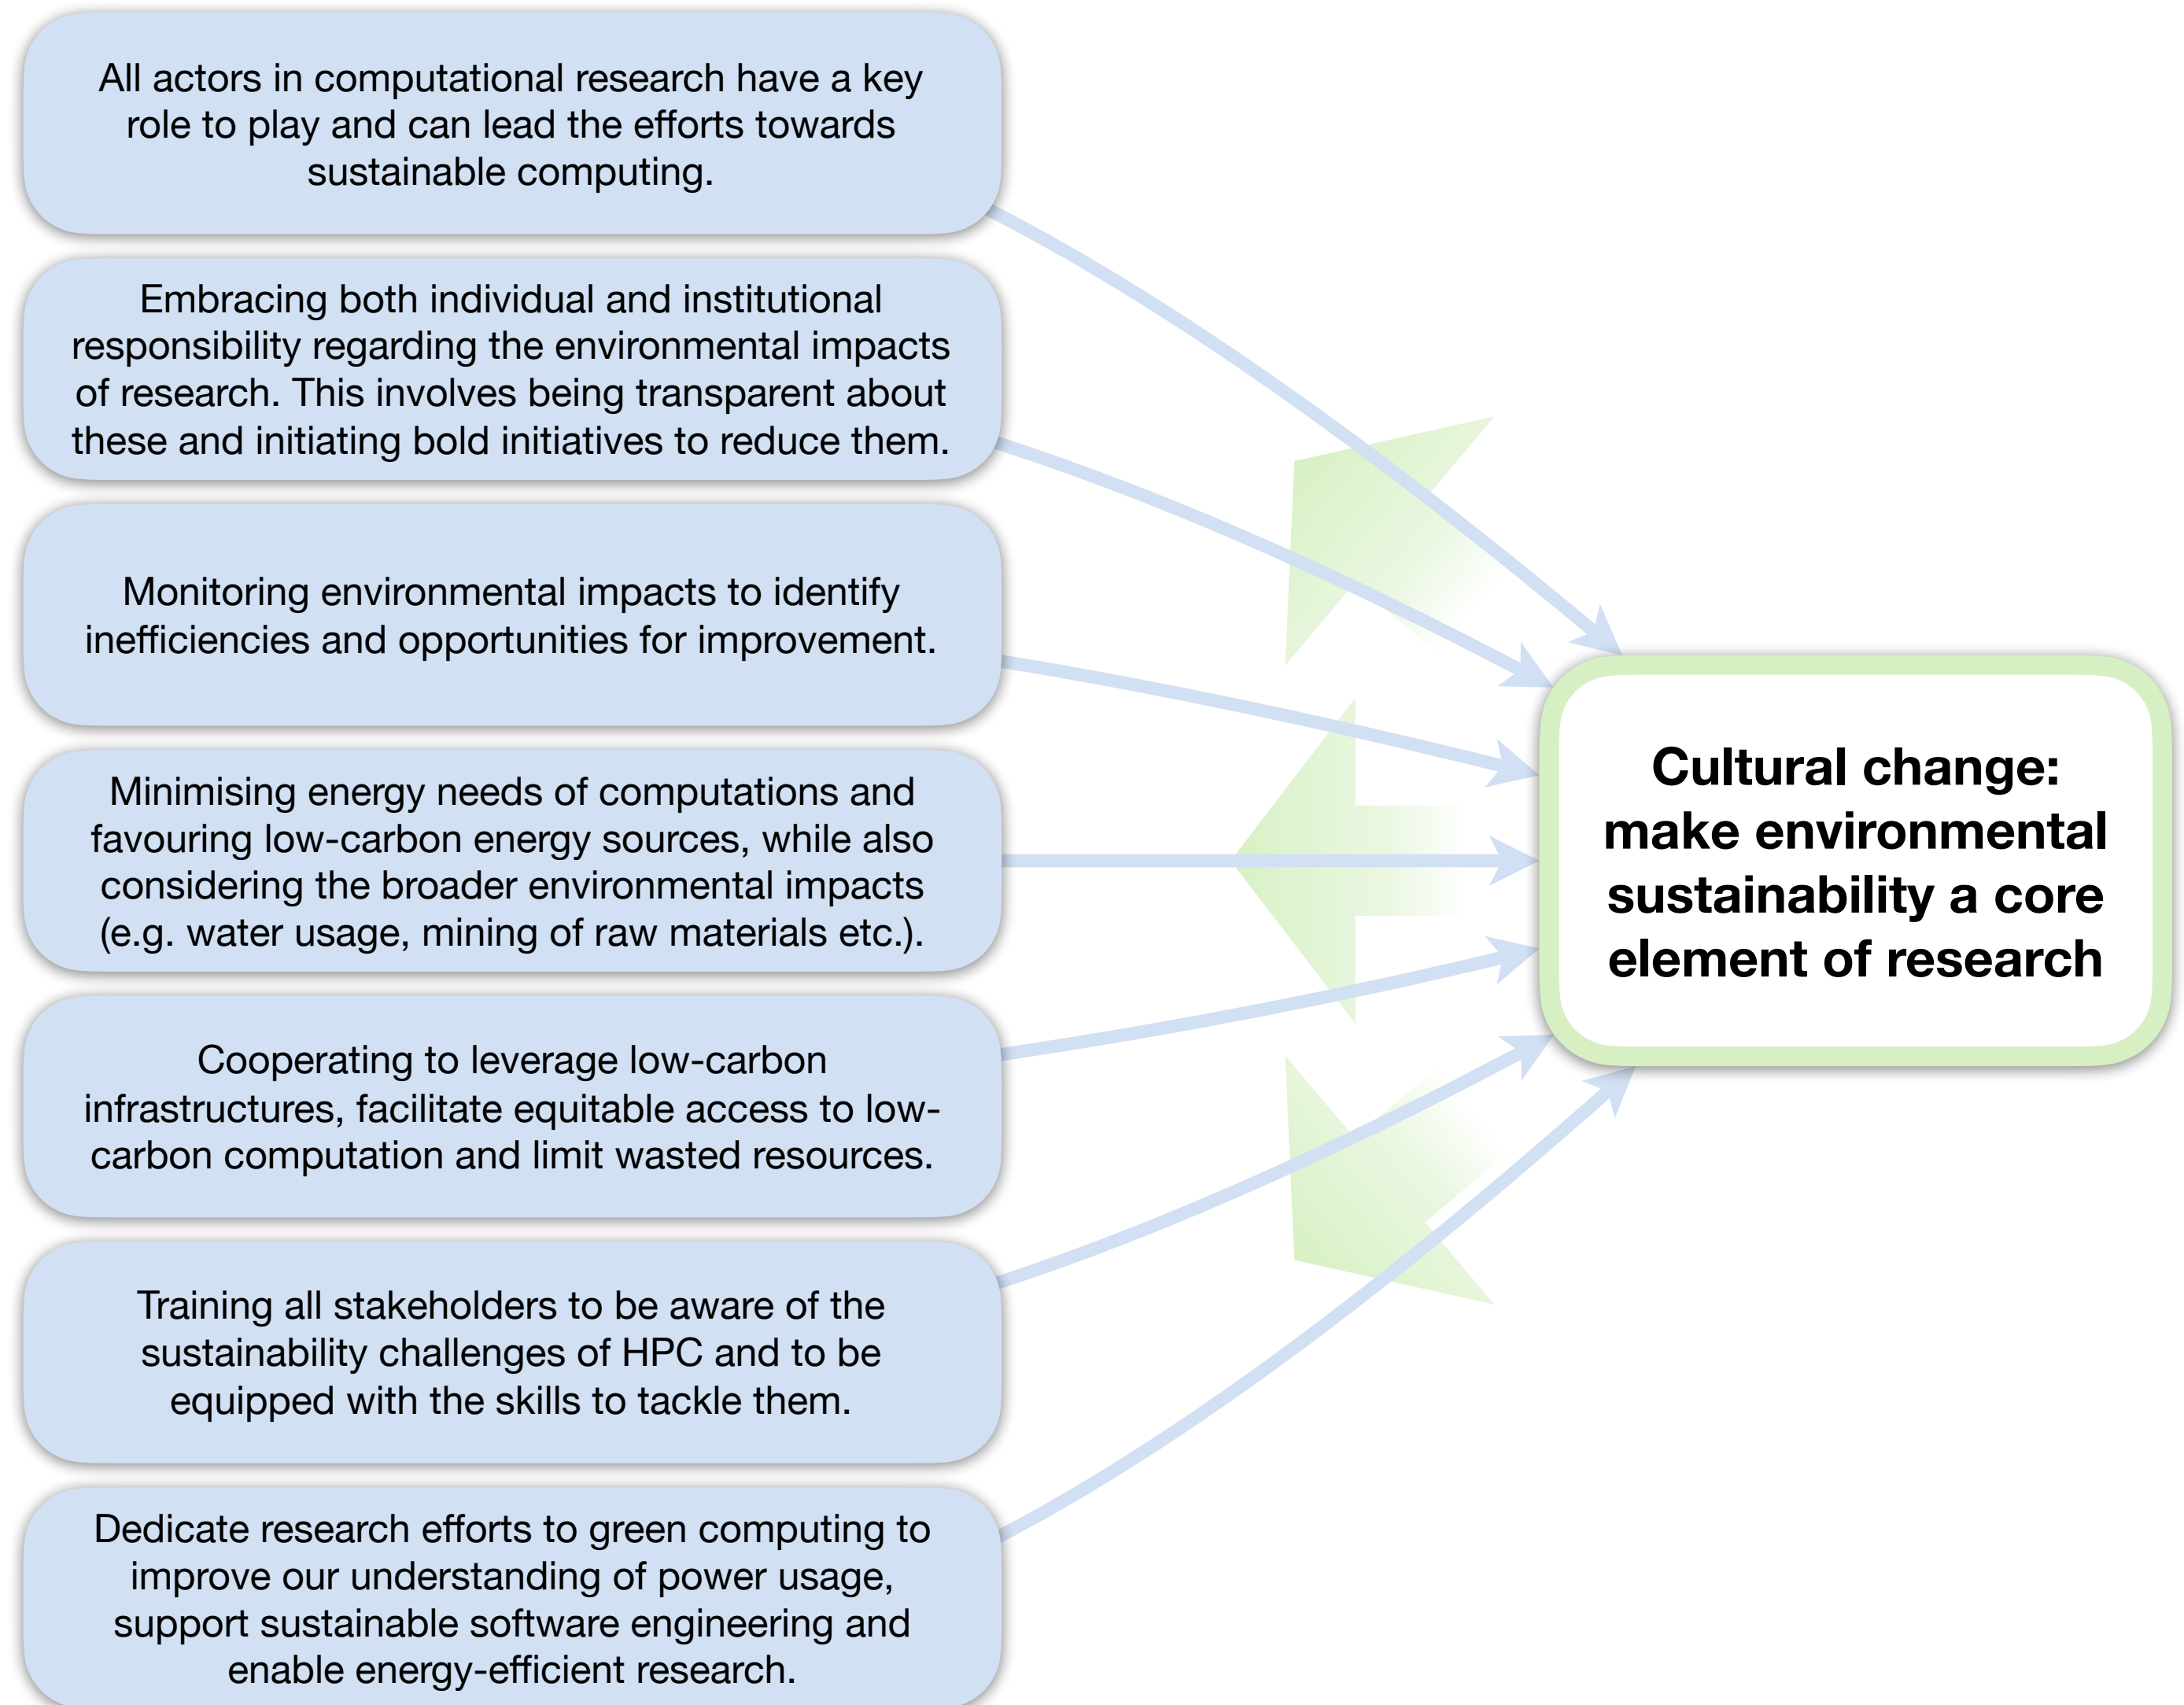 All actors in computational research have a key
role to play and can lead the efforts towards
sustainable computing.
Embracing both individual and institutional
responsibility regarding the environmental impacts
of research. This involves being transparent about
these and initiating bold initiatives to reduce them.
Monitoring environmental impacts to identify
inefficiencies and opportunities for improvement.
Minimising energy needs of computations and
favouring low-carbon energy sources, while also
considering the broader environmental impacts
(e.g. water usage, mining of raw materials etc.).
Cooperating to leverage low-carbon
infrastructures, facilitate equitable access to low-
carbon computation and limit wasted resources.
Training all stakeholders to be aware of the
sustainability challenges of HPC and to be
equipped with the skills to tackle them.
Dedicate research efforts to green computing to
improve our understanding of power usage,
support sustainable software engineering and
enable energy-efficient research.
Cultural change:
make environmental
sustainability a core
element of research